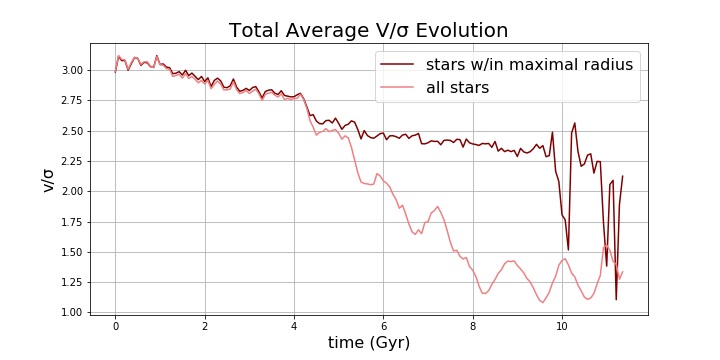 Total Average V/σ Evolution
stars w/in maximal radius
all stars
3.00
2.75
2.50
2.25
2.00
1.75
1.50
1.25
1.00
v/σ
0 2 4 6 8 10
time (Gyr)